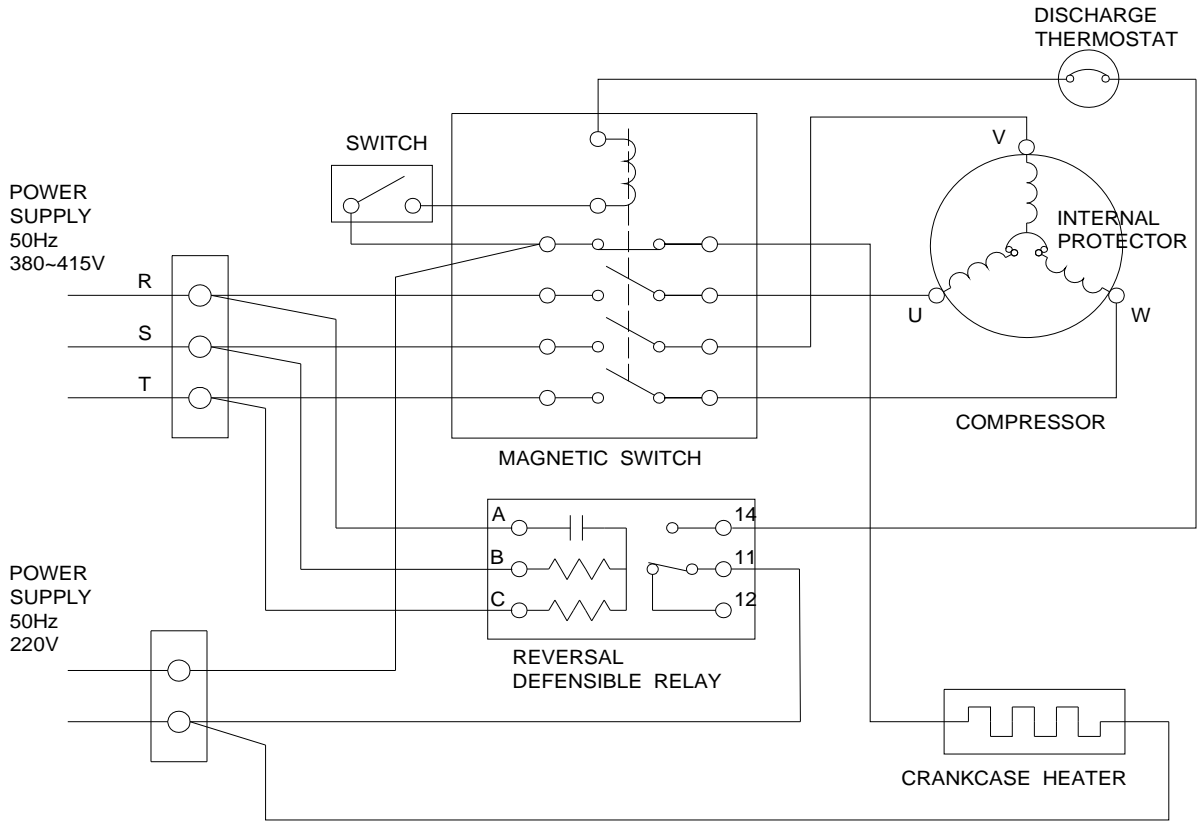 DISCHARGE
THERMOSTAT
SWITCH
V
POWER
SUPPLY
50Hz
380~415V
INTERNAL
PROTECTOR
R
U
W
S
T
COMPRESSOR
MAGNETIC SWITCH
A
14
B
11
C
12
POWER
SUPPLY
50Hz
220V
REVERSAL
DEFENSIBLE RELAY
CRANKCASE HEATER